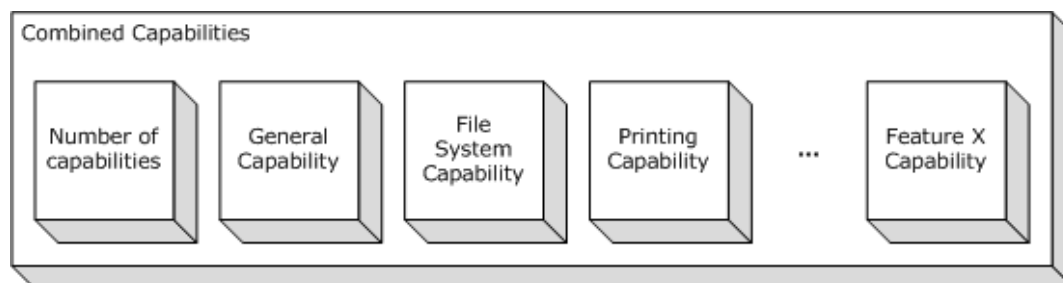 Combined Capabilities
Number of
capabilities
General
Capability
File
System
Capability
Printing
Capability
...
Feature X
Capability